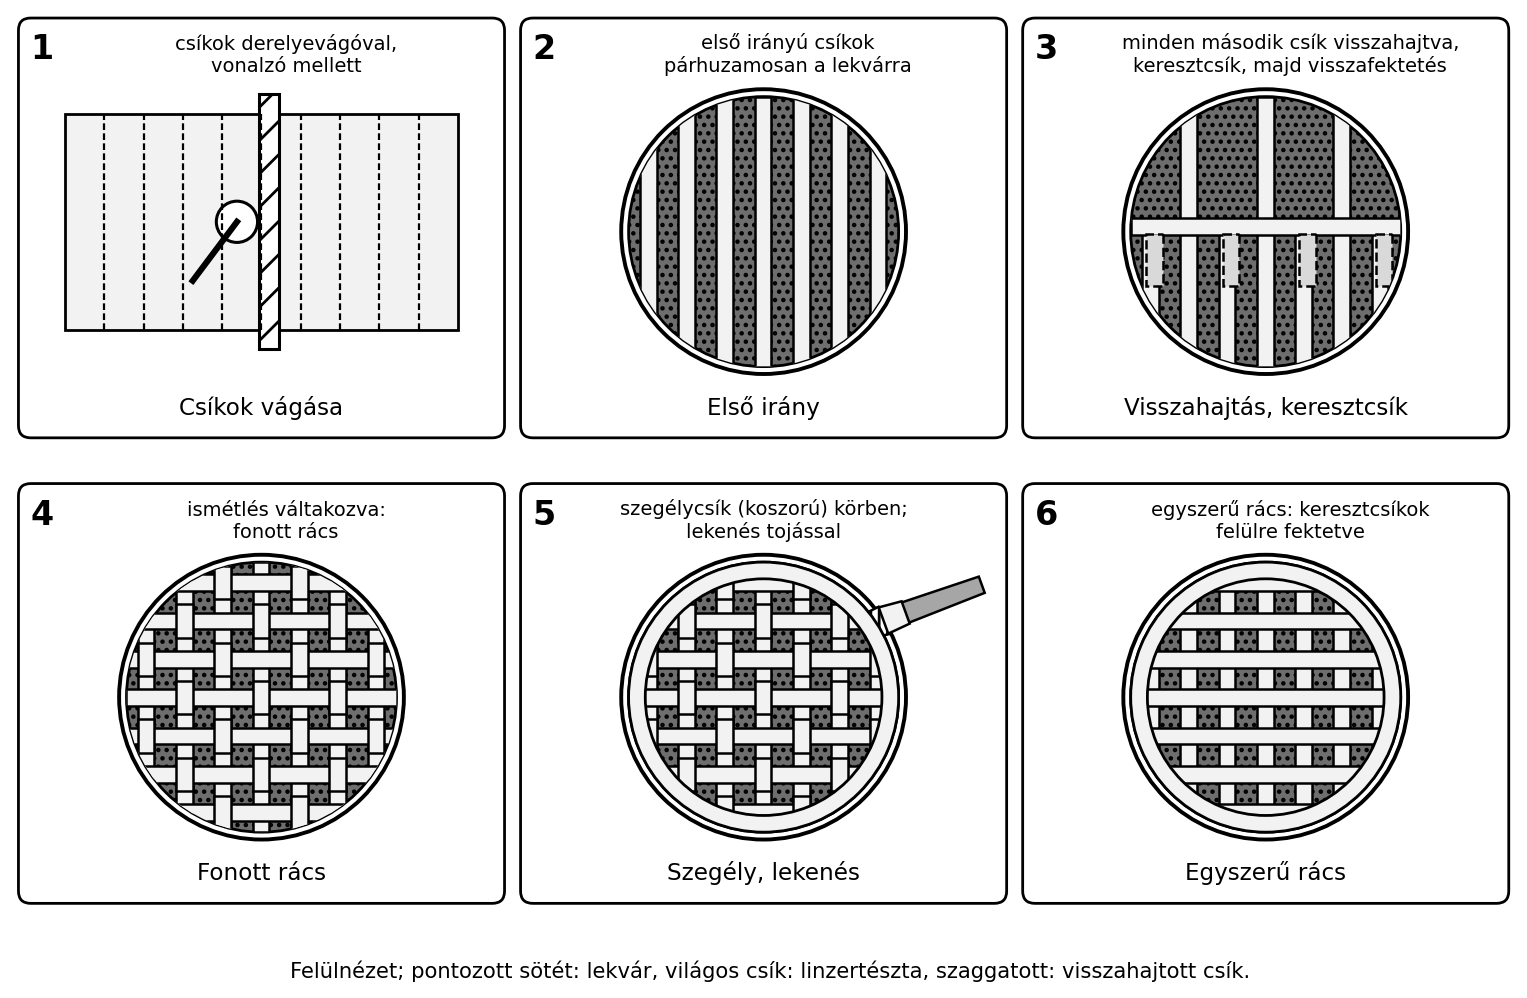 1
csíkok derelyevágóval,
vonalzó mellett
Csíkok vágása
2
első irányú csíkok
párhuzamosan a lekvárra
Első irány
3
minden második csík visszahajtva,
keresztcsík, majd visszafektetés
Visszahajtás, keresztcsík
4
ismétlés váltakozva:
fonott rács
Fonott rács
5
szegélycsík (koszorú) körben;
lekenés tojással
Szegély, lekenés
6
egyszerű rács: keresztcsíkok
felülre fektetve
Egyszerű rács
Felülnézet; pontozott sötét: lekvár, világos csík: linzertészta, szaggatott: visszahajtott csík.